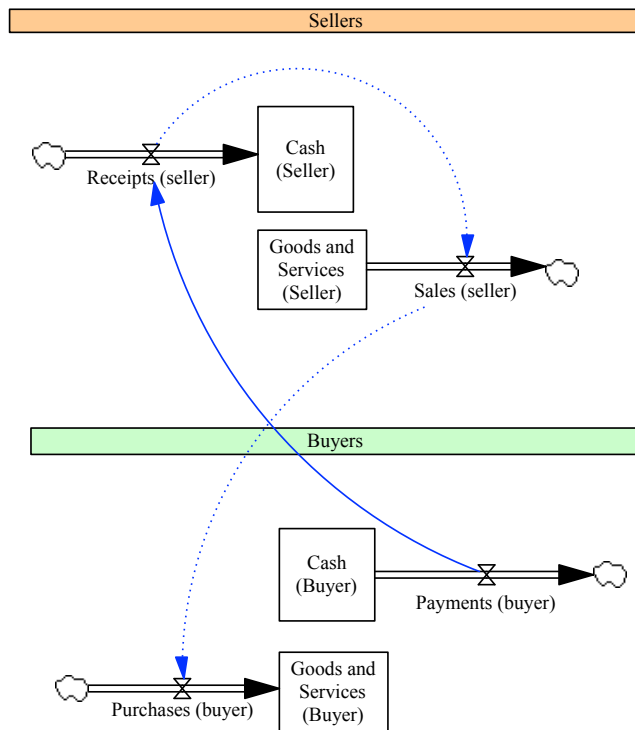 Sellers
Cash
(Seller)
Receipts (seller)
Goods and
Services
(Seller)
Sales (seller)
Buyers
Cash
(Buyer)
Payments (buyer)
Goods and
Services
(Buyer)
Purchases (buyer)